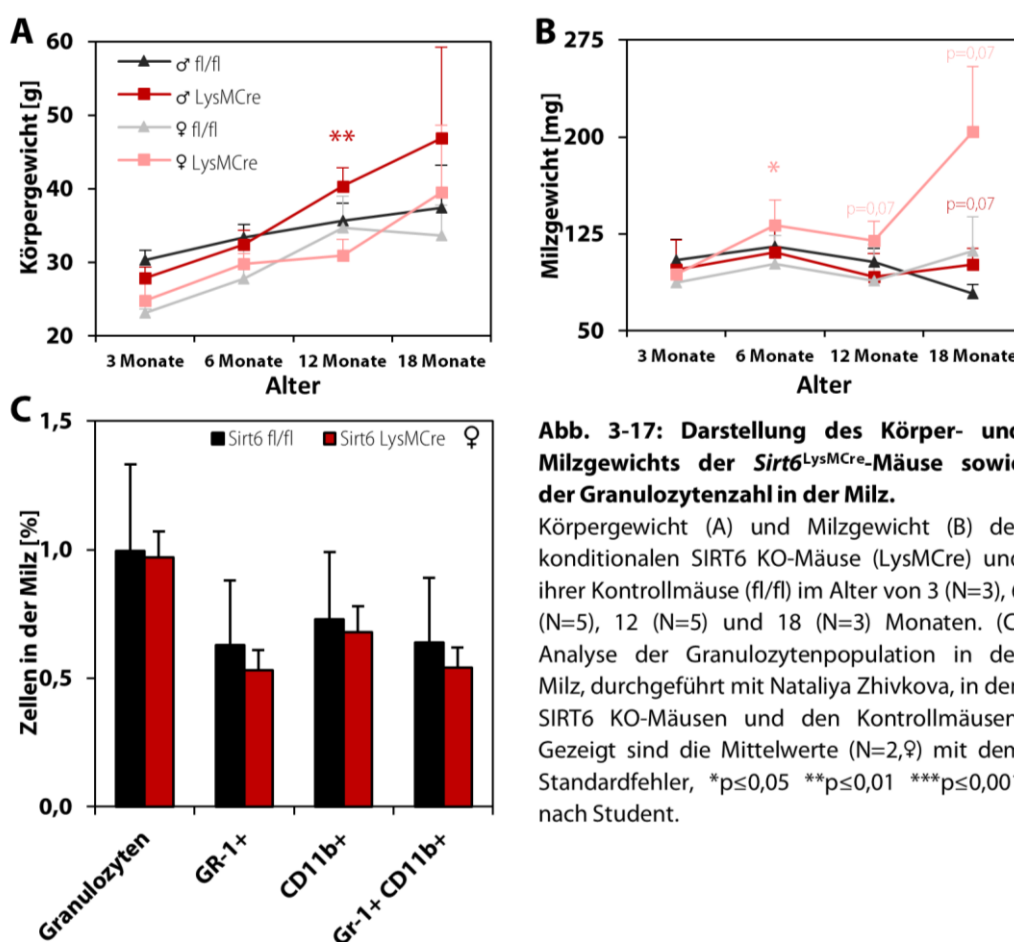 A
60
50
40
30
20
Körpergewicht [g]
♂ fl/fl
♂ LysMCre
♀ fl/fl
♀ LysMCre
**
3 Monate 6 Monate 12 Monate 18 Monate
Alter
B
275
200
125
50
Milzgewicht [mg]
*
p=0,07
p=0,07
p=0,07
3 Monate 6 Monate 12 Monate 18 Monate
Alter
C
1,5
1,0
0,5
0,0
Zellen in der Milz [%]
Sirt6 fl/fl Sirt6 LysMCre ♀
Granulozyten
GR-1+
CD11b+
Gr-1+ CD11b+
Abb. 3-17: Darstellung des Körper- und
Milzgewichts der Sirt6LysMCre-Mäuse sowie
der Granulozytenzahl in der Milz.
Körpergewicht (A) und Milzgewicht (B) de
konditionalen SIRT6 KO-Mäuse (LysMCre) und
ihrer Kontrollmäuse (fl/fl) im Alter von 3 (N=3),
(N=5), 12 (N=5) und 18 (N=3) Monaten. (C
Analyse der Granulozytenpopulation in de
Milz, durchgeführt mit Nataliya Zhivkova, in den
SIRT6 KO-Mäusen und den Kontrollmäusen
Gezeigt sind die Mittelwerte (N=2,♀) mit dem
Standardfehler, *p≤0,05 **p≤0,01 ***p≤0,001
nach Student.